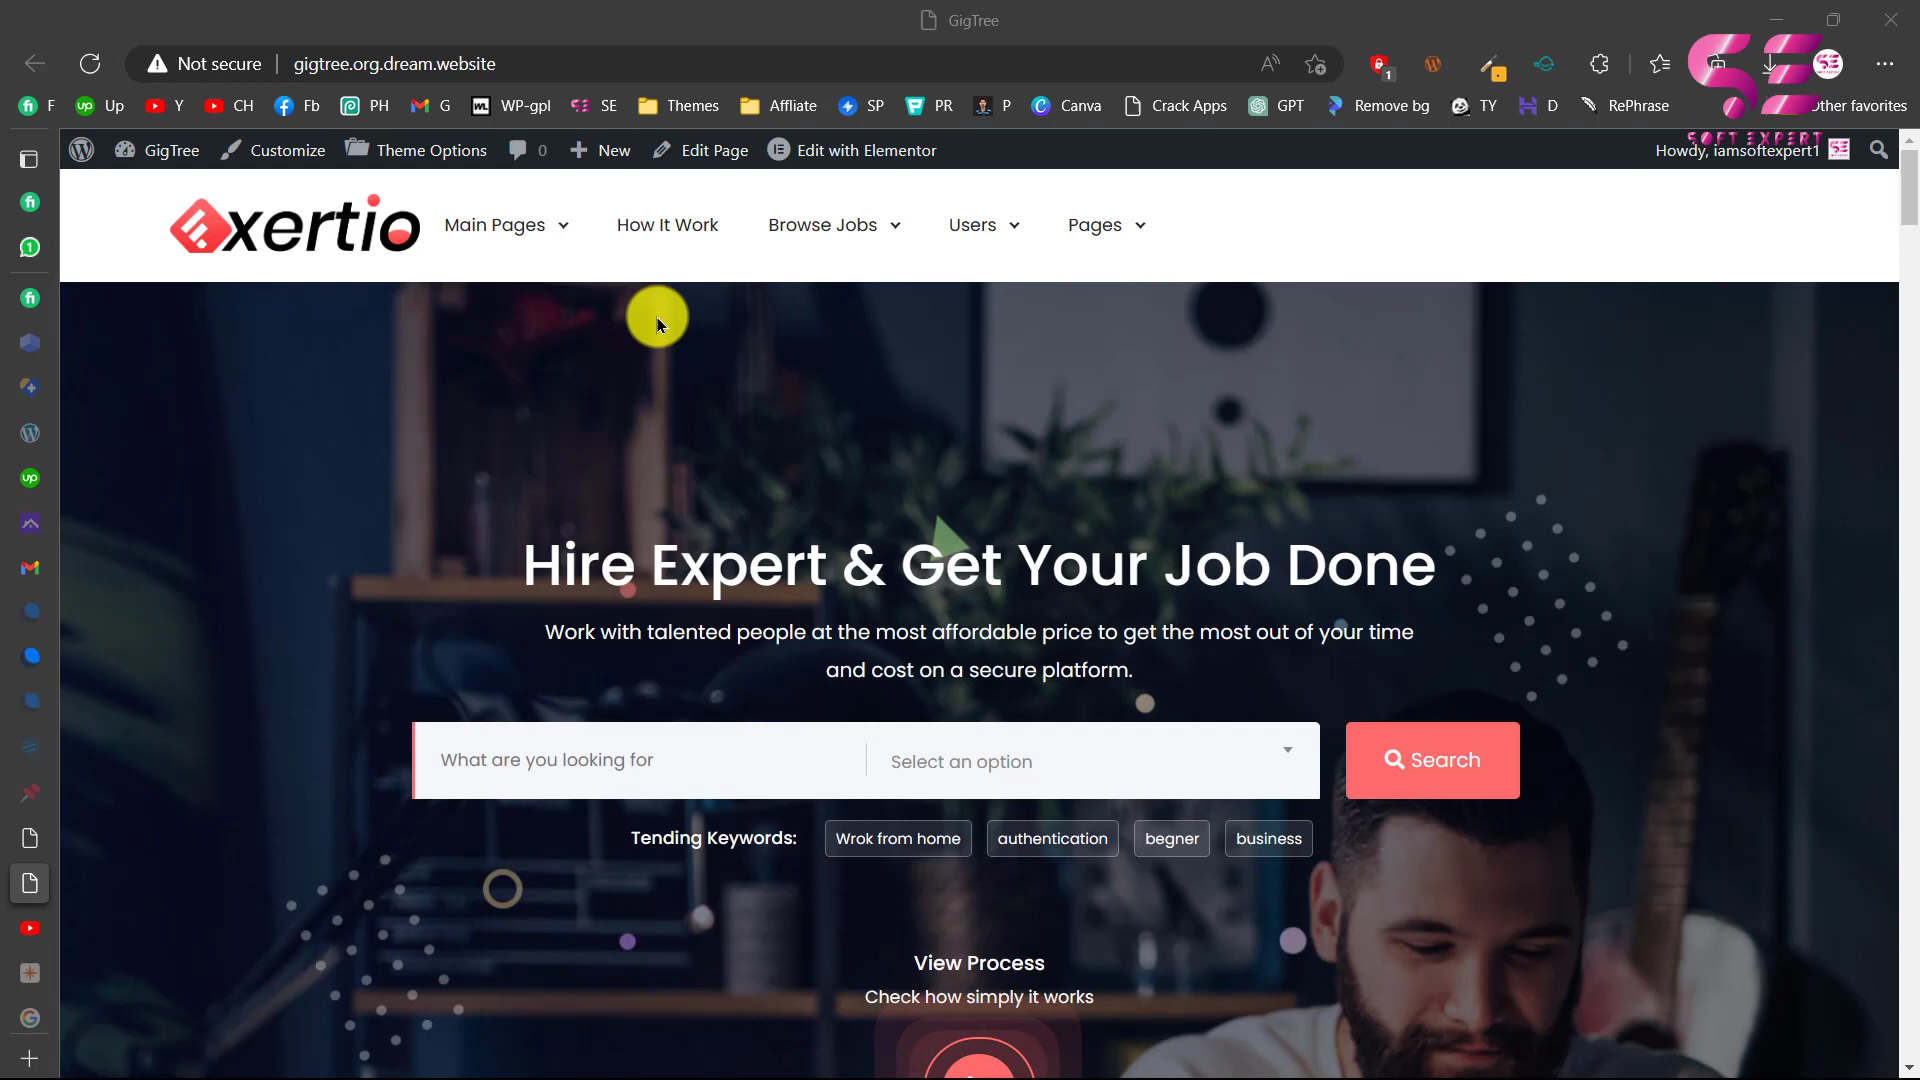 GigTree
Not secure gigtree.org.dream.website
1
F Up Y CH Fb PH G WP-gpl SE Themes Affliate SP PR P Canva Crack Apps GPT Remove bg TY D RePhrase Other favorites
SE
SOFT EXPERT
GigTree Customize Theme Options 0 New Edit Page Edit with Elementor Howdy, iamsoftexpert1
Exertio Main Pages How It Work Browse Jobs Users Pages
Hire Expert & Get Your Job Done
Work with talented people at the most affordable price to get the most out of your time
and cost on a secure platform.
What are you looking for Select an option Search
Tending Keywords: Wrok from home authentication begner business
View Process
Check how simply it works